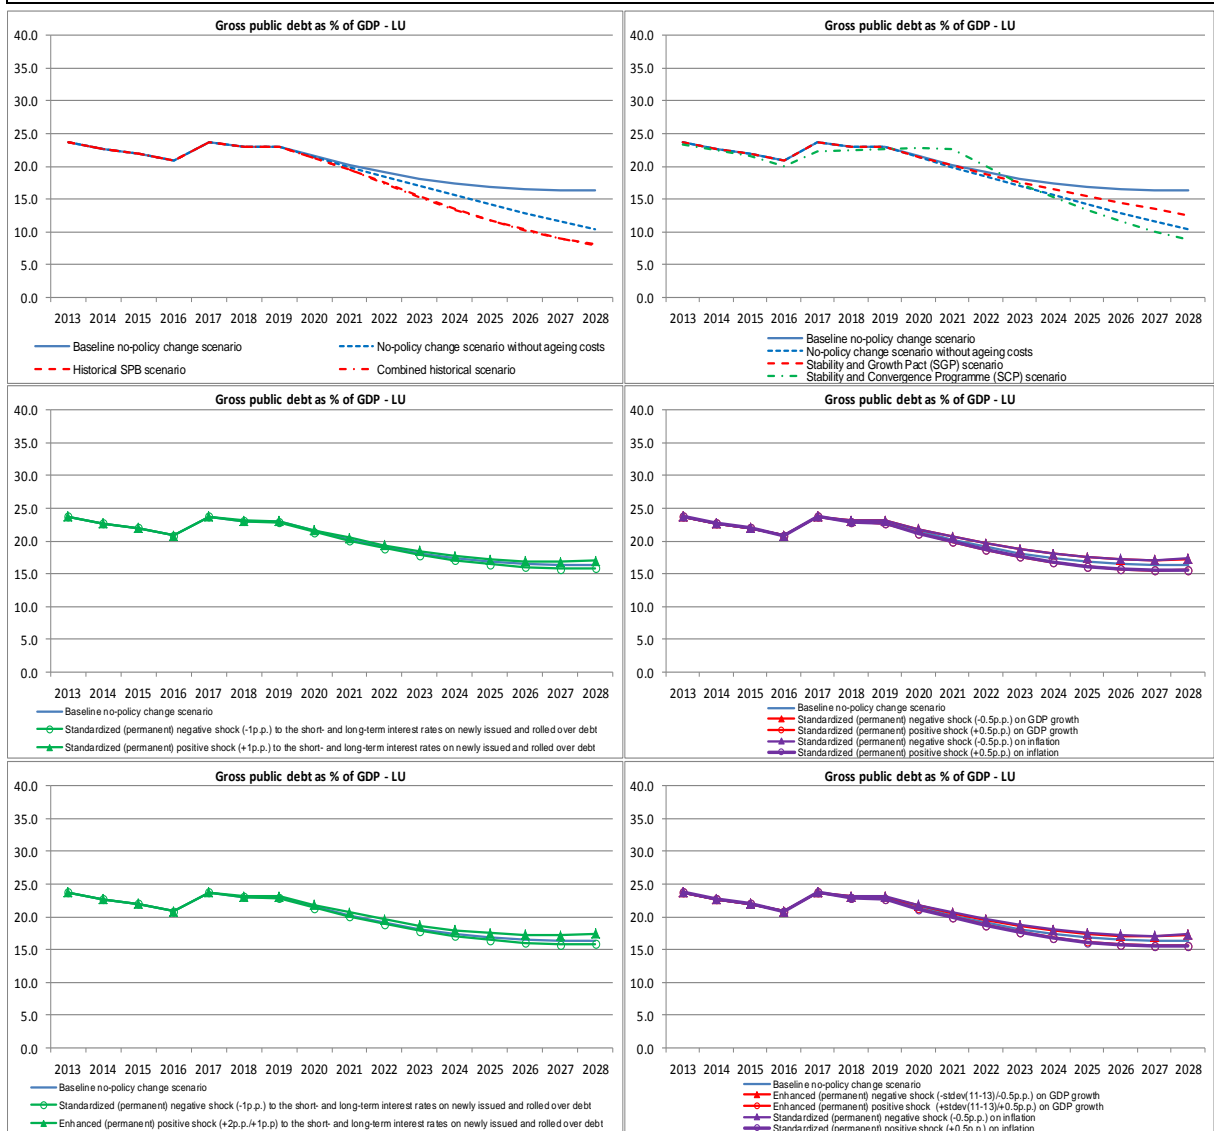 Gross public debt as % of GDP - LU
40.0
35.0
30.0
25.0
20.0
15.0
10.0
5.0
0.0
2013 2014 2015 2016 2017 2018 2019 2020 2021 2022 2023 2024 2025 2026 2027 2028
Baseline no-policy change scenario
No-policy change scenario without ageing costs
Historical SPB scenario
Combined historical scenario
Gross public debt as % of GDP - LU
40.0
35.0
30.0
25.0
20.0
15.0
10.0
5.0
0.0
2013 2014 2015 2016 2017 2018 2019 2020 2021 2022 2023 2024 2025 2026 2027 2028
Baseline no-policy change scenario
No-policy change scenario without ageing costs
Stability and Growth Pact (SGP) scenario
Stability and Convergence Programme (SCP) scenario
Gross public debt as % of GDP - LU
40.0
35.0
30.0
25.0
20.0
15.0
10.0
5.0
0.0
2013 2014 2015 2016 2017 2018 2019 2020 2021 2022 2023 2024 2025 2026 2027 2028
Baseline no-policy change scenario
Standardized (permanent) negative shock (-1p.p.) to the short- and long-term interest rates on newly issued and rolled over debt
Standardized (permanent) positive shock (+1p.p.) to the short- and long-term interest rates on newly issued and rolled over debt
Gross public debt as % of GDP - LU
40.0
35.0
30.0
25.0
20.0
15.0
10.0
5.0
0.0
2013 2014 2015 2016 2017 2018 2019 2020 2021 2022 2023 2024 2025 2026 2027 2028
Baseline no-policy change scenario
Standardized (permanent) negative shock (-0.5p.p.) on GDP growth
Standardized (permanent) positive shock (+0.5p.p.) on GDP growth
Standardized (permanent) negative shock (-0.5p.p.) on inflation
Standardized (permanent) positive shock (+0.5p.p.) on inflation
Gross public debt as % of GDP - LU
40.0
35.0
30.0
25.0
20.0
15.0
10.0
5.0
0.0
2013 2014 2015 2016 2017 2018 2019 2020 2021 2022 2023 2024 2025 2026 2027 2028
Baseline no-policy change scenario
Standardized (permanent) negative shock (-1p.p.) to the short- and long-term interest rates on newly issued and rolled over debt
Enhanced (permanent) positive shock (+2p.p./+1p.p) to the short- and long-term interest rates on newly issued and rolled over debt
Gross public debt as % of GDP - LU
40.0
35.0
30.0
25.0
20.0
15.0
10.0
5.0
0.0
2013 2014 2015 2016 2017 2018 2019 2020 2021 2022 2023 2024 2025 2026 2027 2028
Baseline no-policy change scenario
Enhanced (permanent) negative shock (-stdev(11-13)/-0.5p.p.) on GDP growth
Enhanced (permanent) positive shock (+stdev(11-13)/+0.5p.p.) on GDP growth
Standardized (permanent) negative shock (-0.5p.p.) on inflation
Standardized (permanent) positive shock (+0.5p.p.) on inflation